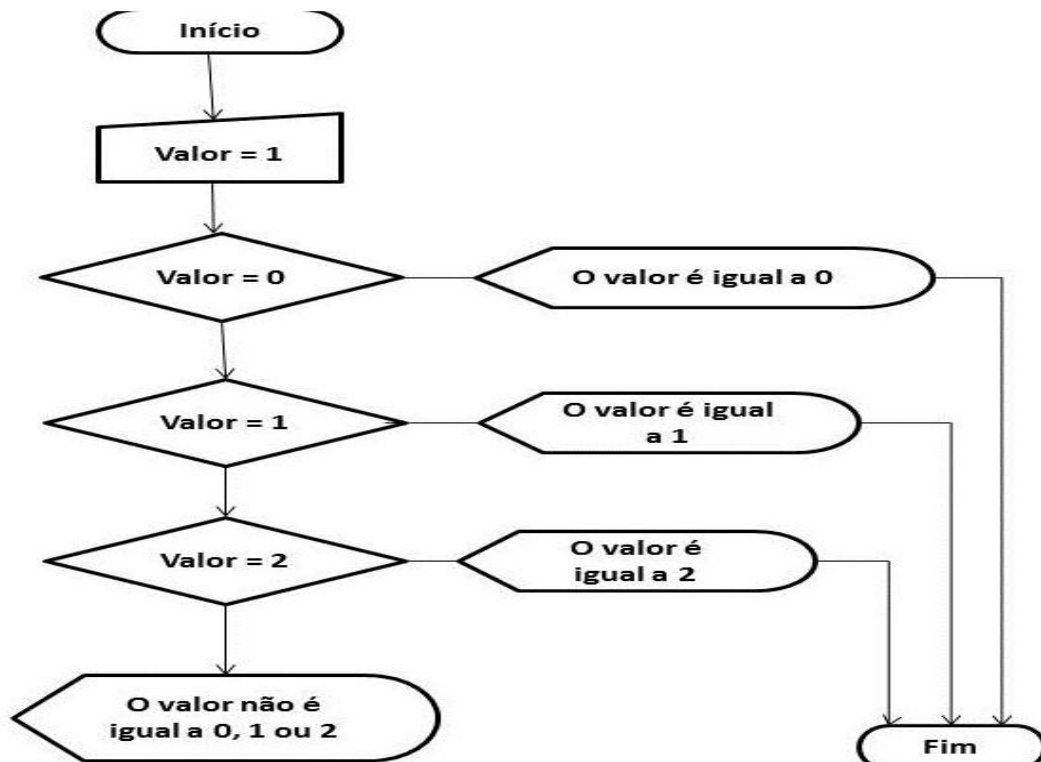 Início
Valor = 1
Valor = 0
O valor é igual a 0
Valor = 1
O valor é igual
a 1
Valor = 2
O valor é
igual a 2
O valor não é
igual a 0, 1 ou 2
Fim